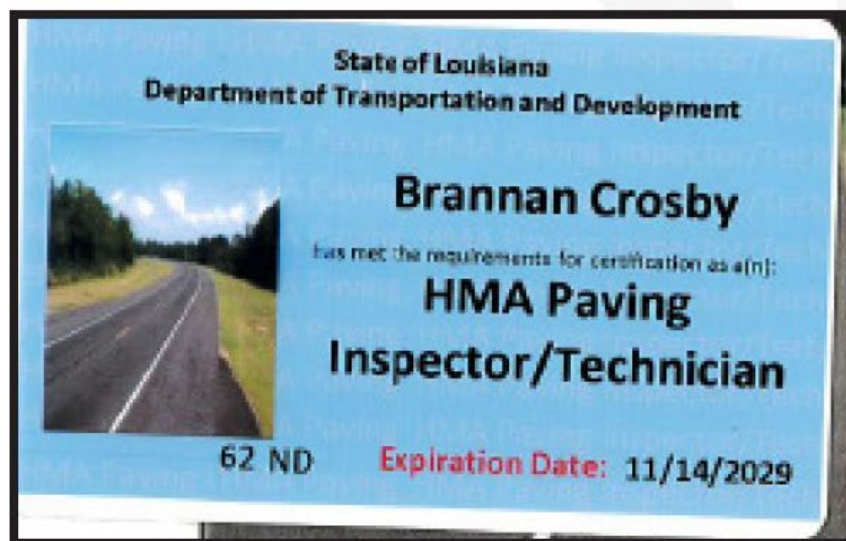 State of Louisiana
Department of Transportation and Development
Brannan Crosby
has met the requirements for certification as a(n):
HMA Paving
Inspector/Technician
62 ND Expiration Date: 11/14/2029